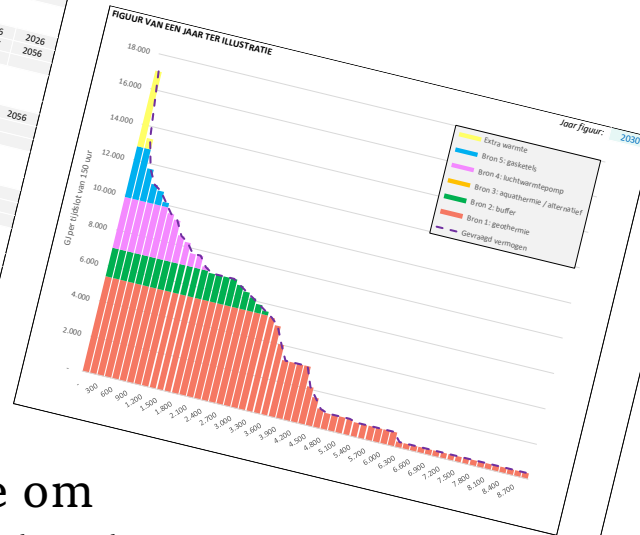 2026
2056
2056
FIGUUR VAN EEN JAAR TER ILLUSTRATIE
Jaar figuur: 2030
GJ per tijdslot van 150 uur
18.000
16.000
14.000
12.000
10.000
8.000
6.000
4.000
2.000
-
Extra warmte
Bron 5: gasketels
Bron 4: luchtwarmtepomp
Bron 3: aquathermie / alternatief
Bron 2: buffer
Bron 1: geothermie
Gevraagd vermogen
- 300 600 900 1.200 1.500 1.800 2.100 2.400 2.700 3.000 3.300 3.600 3.900 4.200 4.500 4.800 5.100 5.400 5.700 6.000 6.300 6.600 6.900 7.200 7.500 7.800 8.100 8.400 8.700
e om